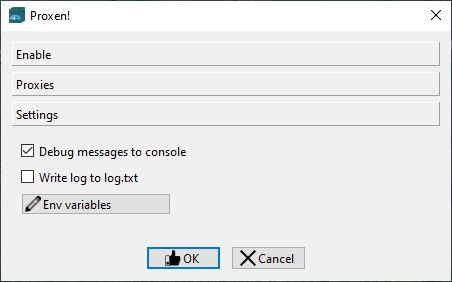 Proxen!
Enable
Proxies
Settings
Debug messages to console
Write log to log.txt
Env variables
OK
Cancel